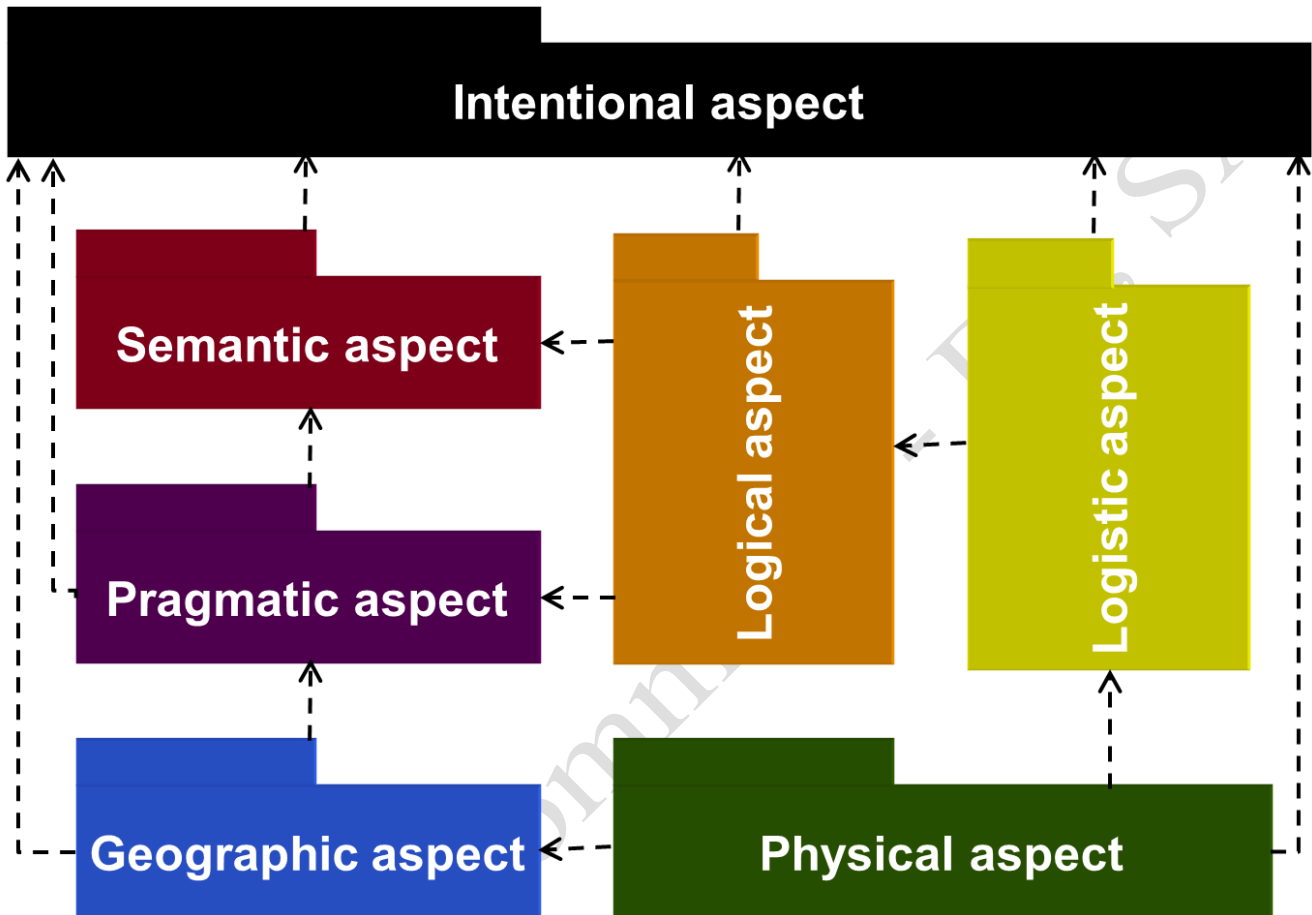 Intentional aspect
Semantic aspect
Logical aspect
Logistic aspect
Pragmatic aspect
Geographic aspect
Physical aspect